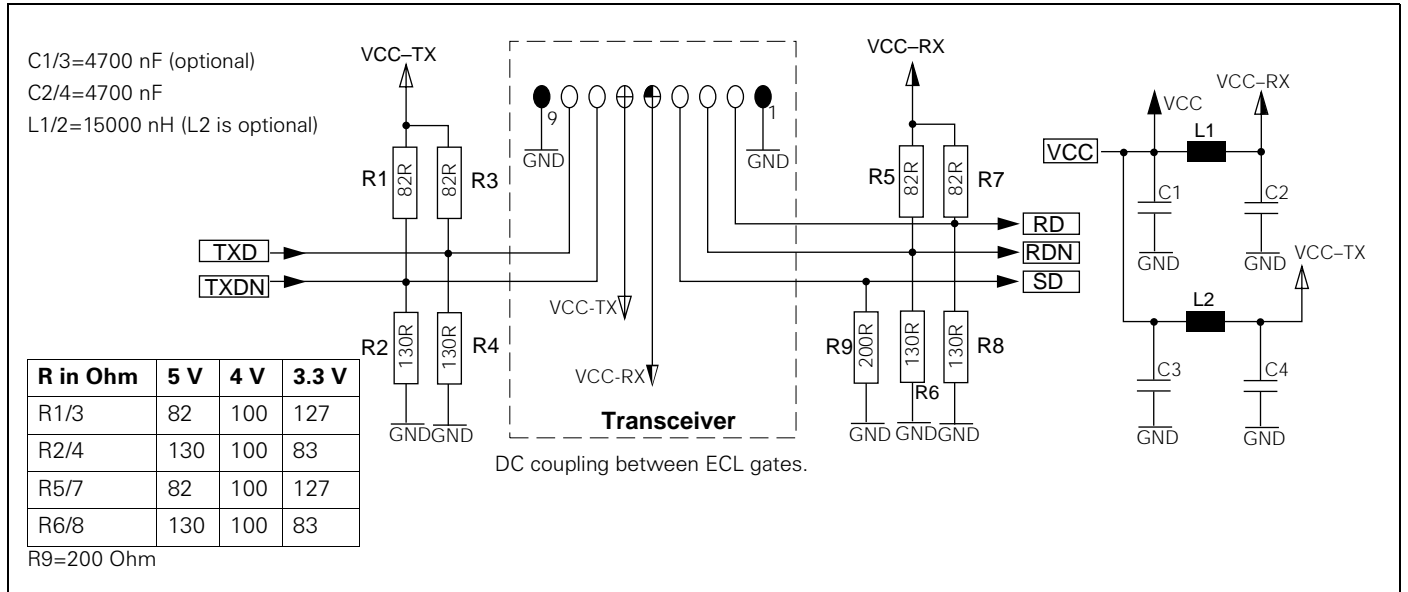 C1/3=4700 nF (optional)
C2/4=4700 nF
L1/2=15000 nH (L2 is optional)
VCC–TX
VCC–RX
VCC
VCC–RX
9
1
GND
GND
L1
VCC
R1
82R
82R
R3
R5
82R
82R
R7
C1
C2
GND
GND
TXD
TXDN
RD
RDN
SD
VCC–TX
VCC-TX
L2
R2
130R
130R
R4
R9
200R
130R
130R
R8
R6
C3
C4
VCC-RX
Transceiver
GND
GND
GND
GND
GND
GND
GND
DC coupling between ECL gates.
R in Ohm 5 V 4 V 3.3 V
R1/3 82 100 127
R2/4 130 100 83
R5/7 82 100 127
R6/8 130 100 83
R9=200 Ohm